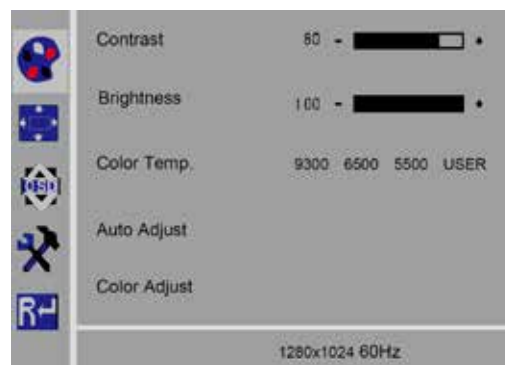 Contrast 80 - +
Brightness 100 - +
Color Temp. 9300 6500 5500 USER
OSD
Auto Adjust
Color Adjust
R
1280x1024 60Hz